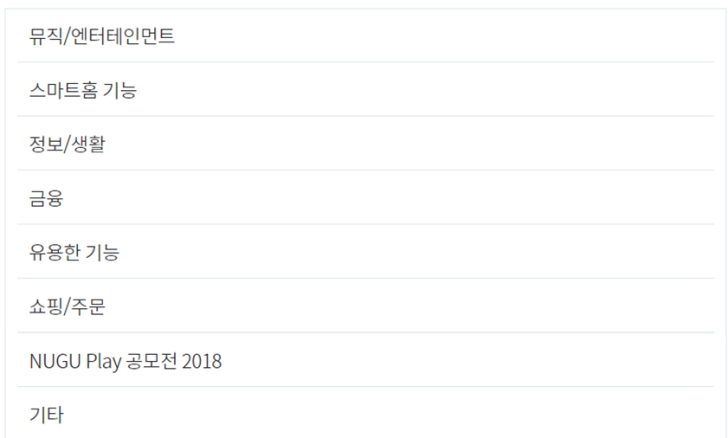 뮤직/엔터테인먼트
스마트홈 기능
정보/생활
금융
유용한 기능
쇼핑/주문
NUGU Play 공모전 2018
기타